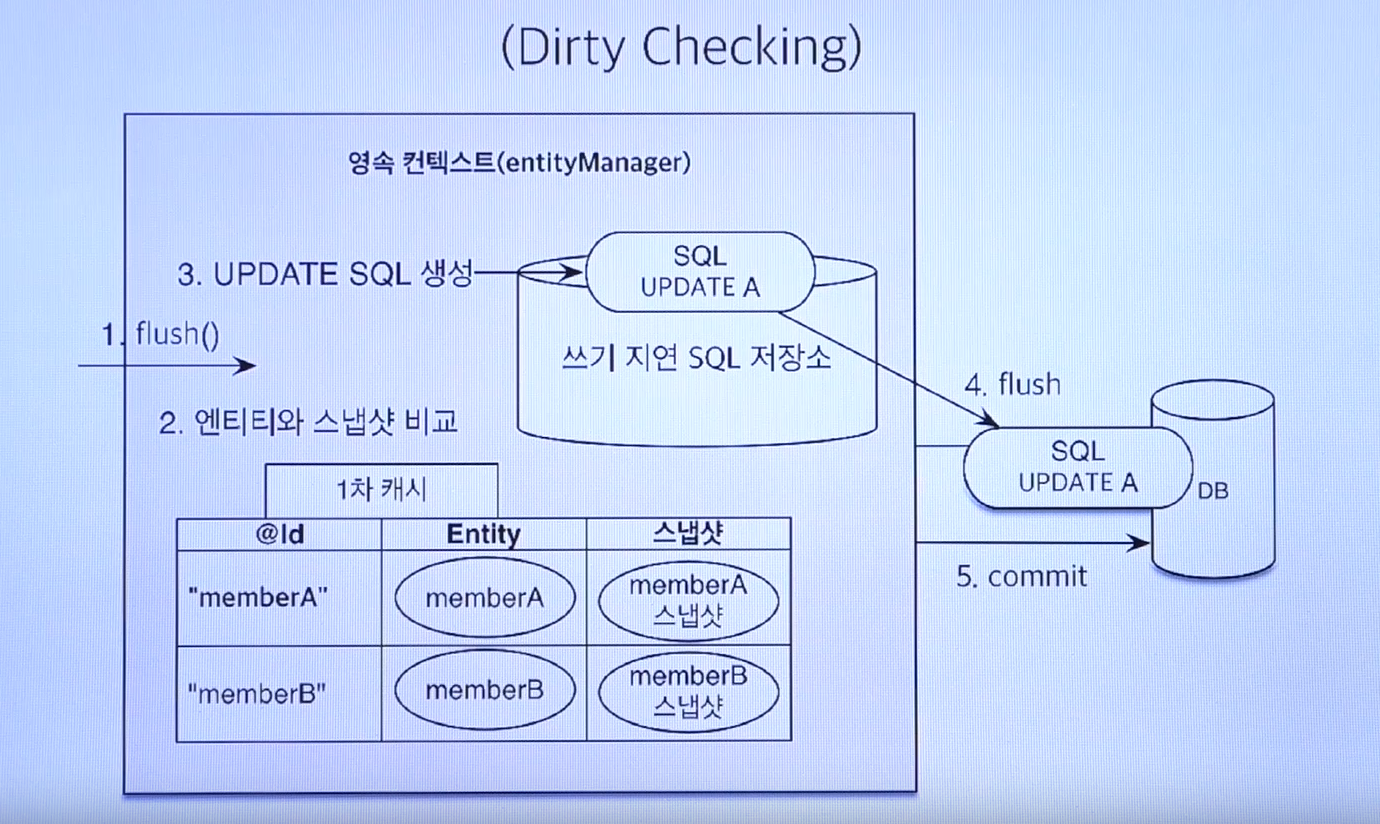 (Dirty Checking)
영속 컨텍스트(entityManager)
SQL
UPDATE A
3. UPDATE SQL 생성
1. flush()
쓰기 지연 SQL 저장소
2. 엔티티와 스냅샷 비교
4. flush
SQL
UPDATE A
DB
5. commit
1차 캐시
@Id Entity 스냅샷
"memberA" memberA memberA
스냅샷
"memberB" memberB memberB
스냅샷